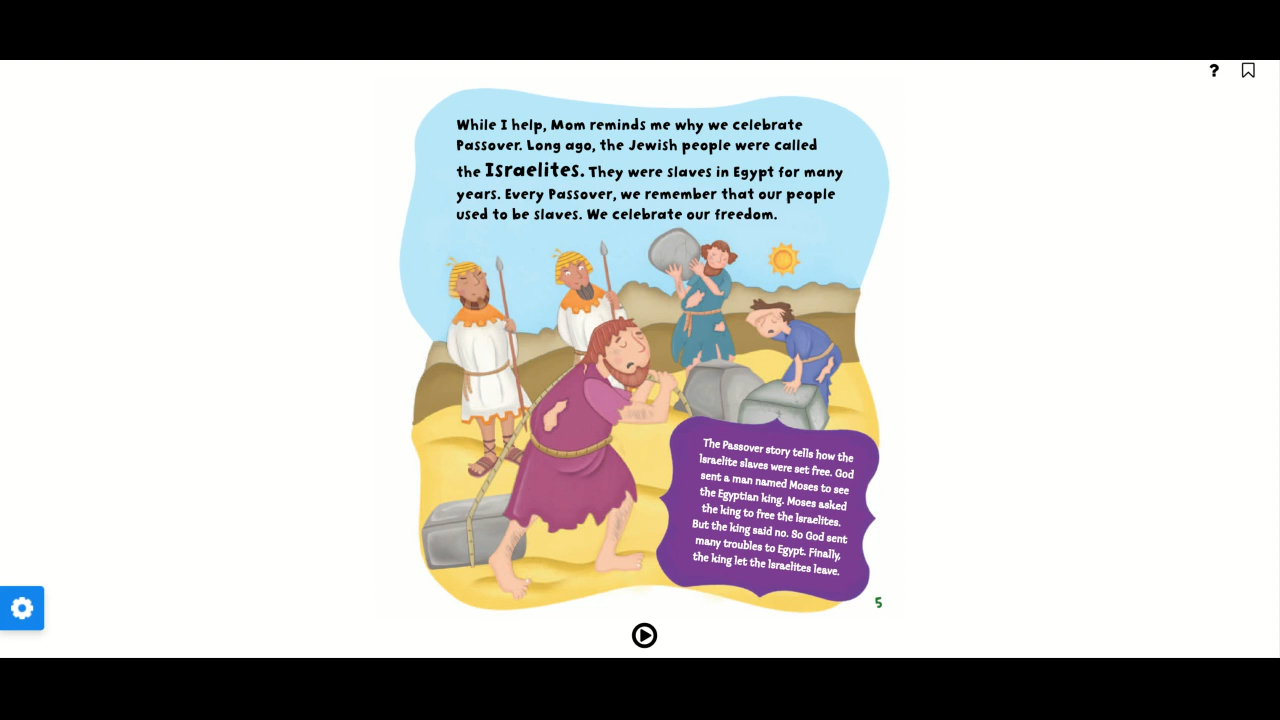 ?
While I help, Mom reminds me why we celebrate
Passover. Long ago, the Jewish people were called
the Israelites. They were slaves in Egypt for many
years. Every Passover, we remember that our people
used to be slaves. We celebrate our freedom.
The Passover story tells how the
Israelite slaves were set free. God
sent a man named Moses to see
the Egyptian king. Moses asked
the king to free the Israelites.
But the king said no. So God sent
many troubles to Egypt. Finally,
the king let the Israelites leave.
5